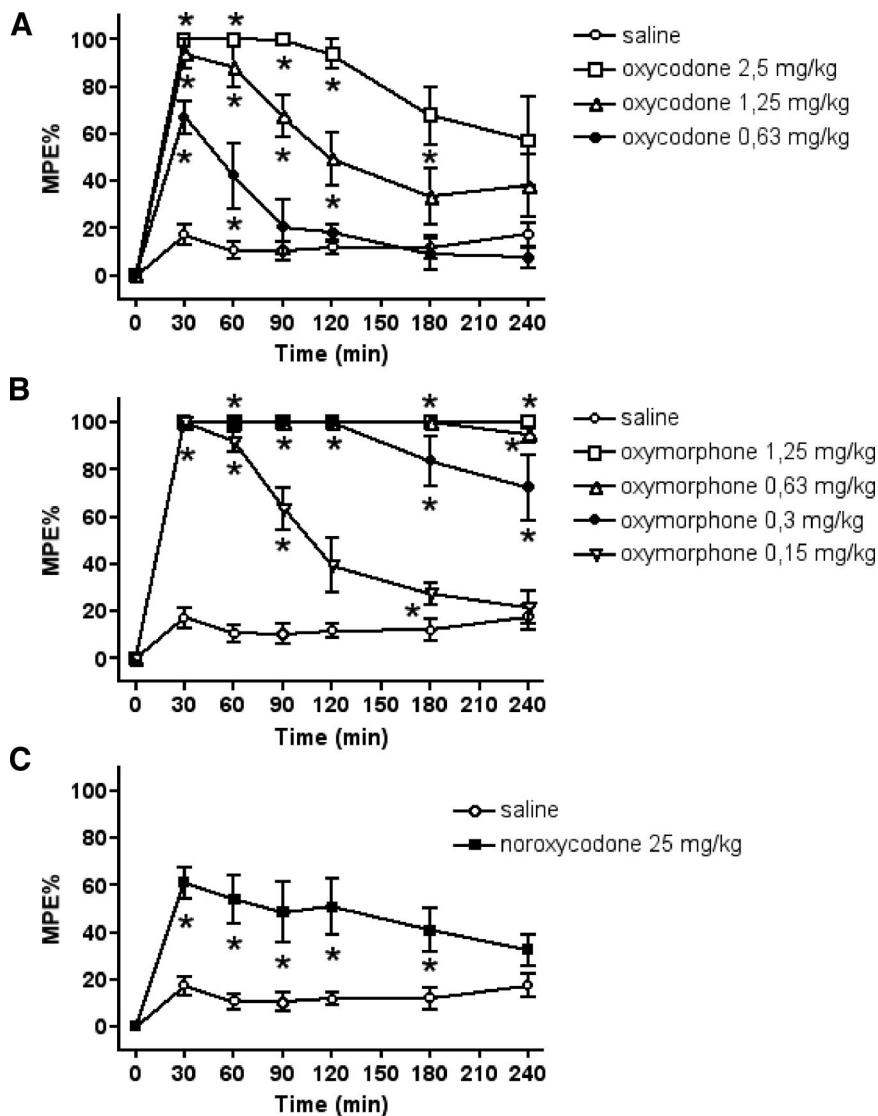 A
MPE%
100
80
60
40
20
0
0 30 60 90 120 150 180 210 240
Time (min)
saline
oxycodone 2,5 mg/kg
oxycodone 1,25 mg/kg
oxycodone 0,63 mg/kg
* * * * * * * * * * * *
B
MPE%
100
80
60
40
20
0
0 30 60 90 120 150 180 210 240
Time (min)
saline
oxymorphone 1,25 mg/kg
oxymorphone 0,63 mg/kg
oxymorphone 0,3 mg/kg
oxymorphone 0,15 mg/kg
* * * * * * * * * * * *
C
MPE%
100
80
60
40
20
0
0 30 60 90 120 150 180 210 240
Time (min)
saline
noroxycodone 25 mg/kg
* * * * *